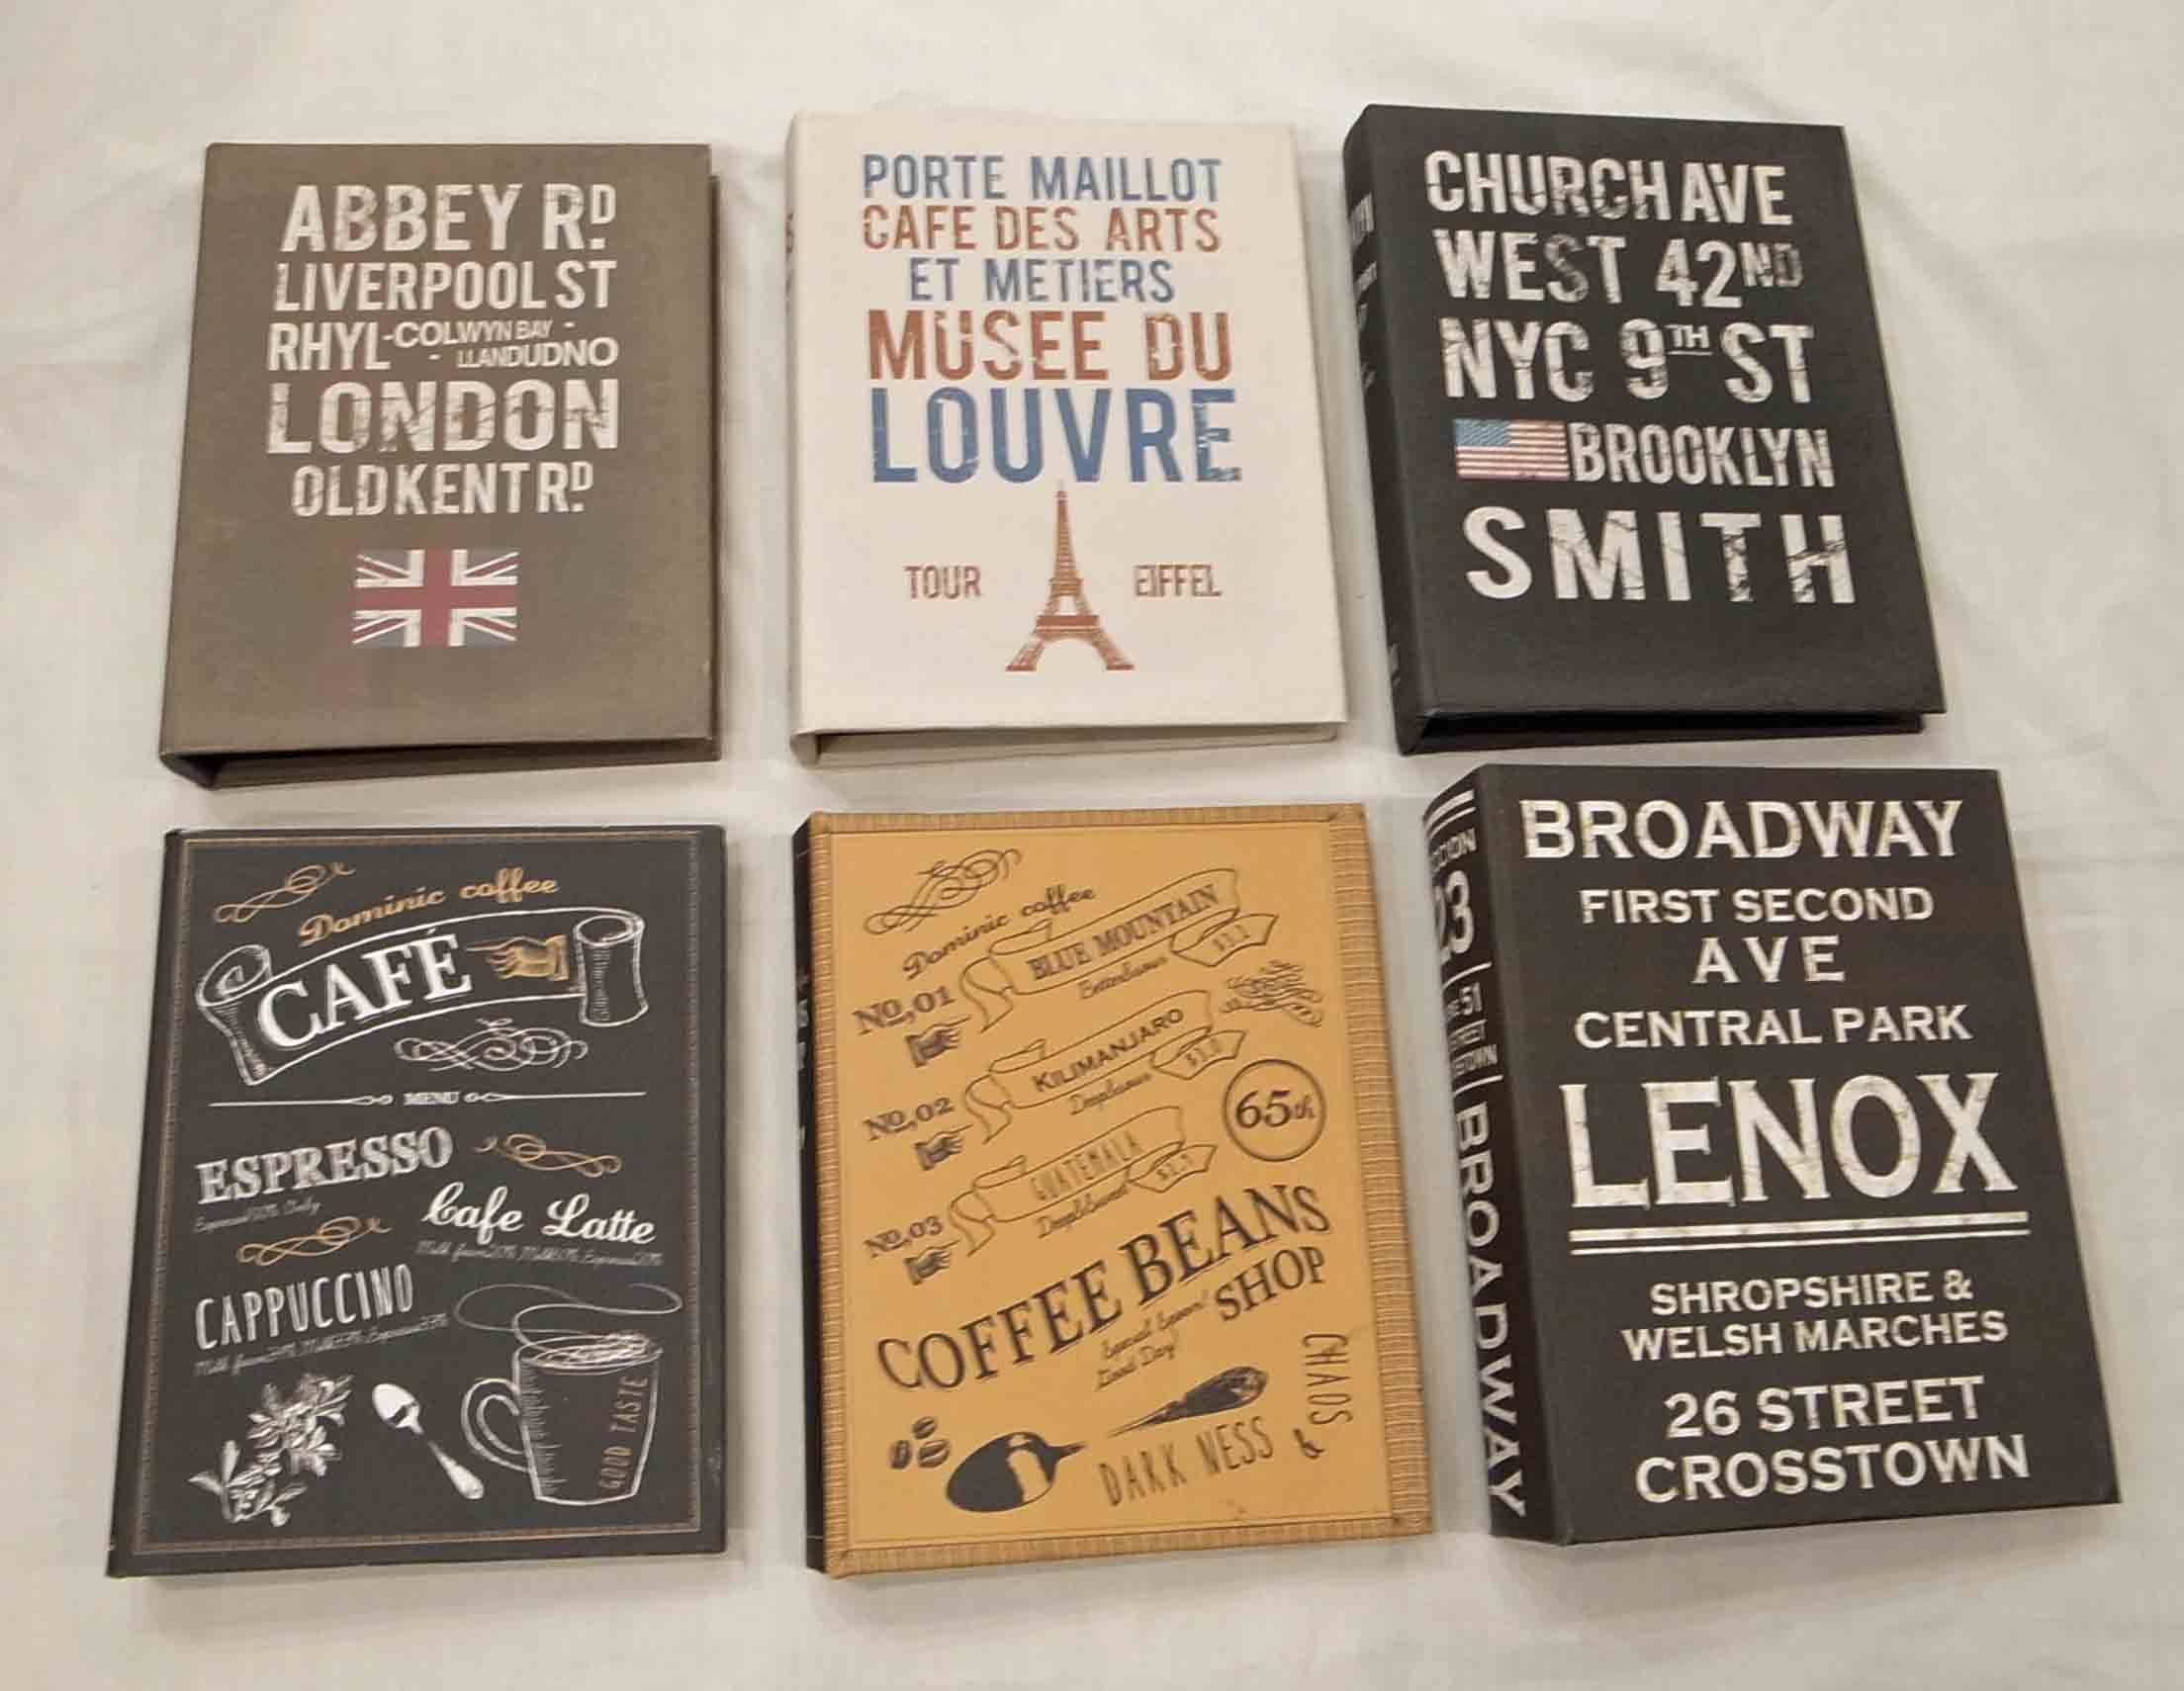 ABBEY RD.
LIVERPOOL ST
RHYL - COLWYN BAY -
- LLANDUDNO
LONDON
OLD KENT RD.
PORTE MAILLOT
CAFE DES ARTS
ET METIERS
MUSEE DU
LOUVRE
TOUR EIFFEL
CHURCH AVE
WEST 42ND
NYC 9TH ST
BROOKLYN
SMITH
Dominic coffee
CAFÉ
MENU
ESPRESSO
Cafe Latte
CAPPUCCINO
GOOD TASTE
Dominic coffee
BLUE MOUNTAIN
No,01
KILIMANJARO
No,02
65th
GUATEMALA
No,03
COFFEE BEANS
SHOP
DARK NESS
&
CHAOS
23
51
BROADWAY
BROADWAY
FIRST SECOND
AVE
CENTRAL PARK
LENOX
SHROPSHIRE &
WELSH MARCHES
26 STREET
CROSSTOWN